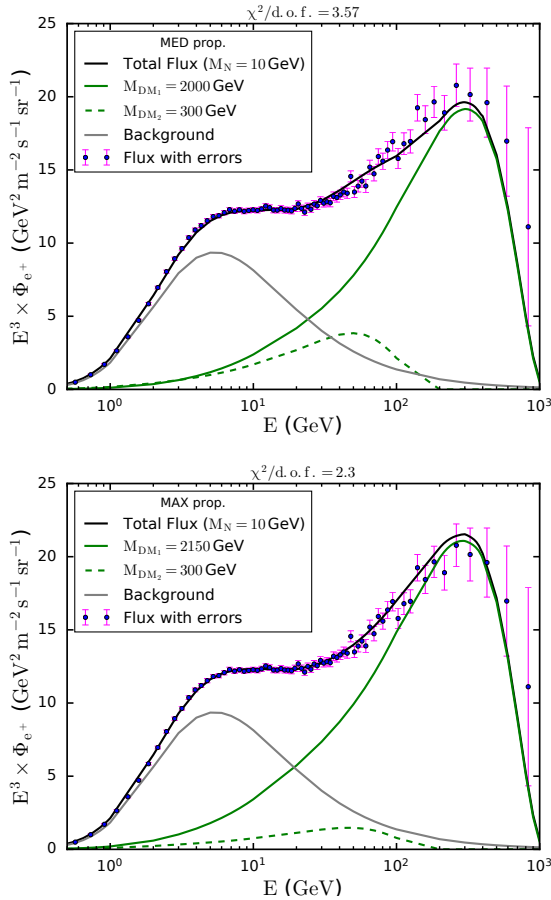 χ²/d.o.f. = 3.57
MED prop.
Total Flux (M_N = 10 GeV)
M_DM₁ = 2000 GeV
M_DM₂ = 300 GeV
Background
Flux with errors
E³ × Φ_e⁺ (GeV² m⁻² s⁻¹ sr⁻¹)
25
20
15
10
5
0
10⁰ 10¹ 10² 10³
E (GeV)
χ²/d.o.f. = 2.3
MAX prop.
Total Flux (M_N = 10 GeV)
M_DM₁ = 2150 GeV
M_DM₂ = 300 GeV
Background
Flux with errors
E³ × Φ_e⁺ (GeV² m⁻² s⁻¹ sr⁻¹)
25
20
15
10
5
0
10⁰ 10¹ 10² 10³
E (GeV)